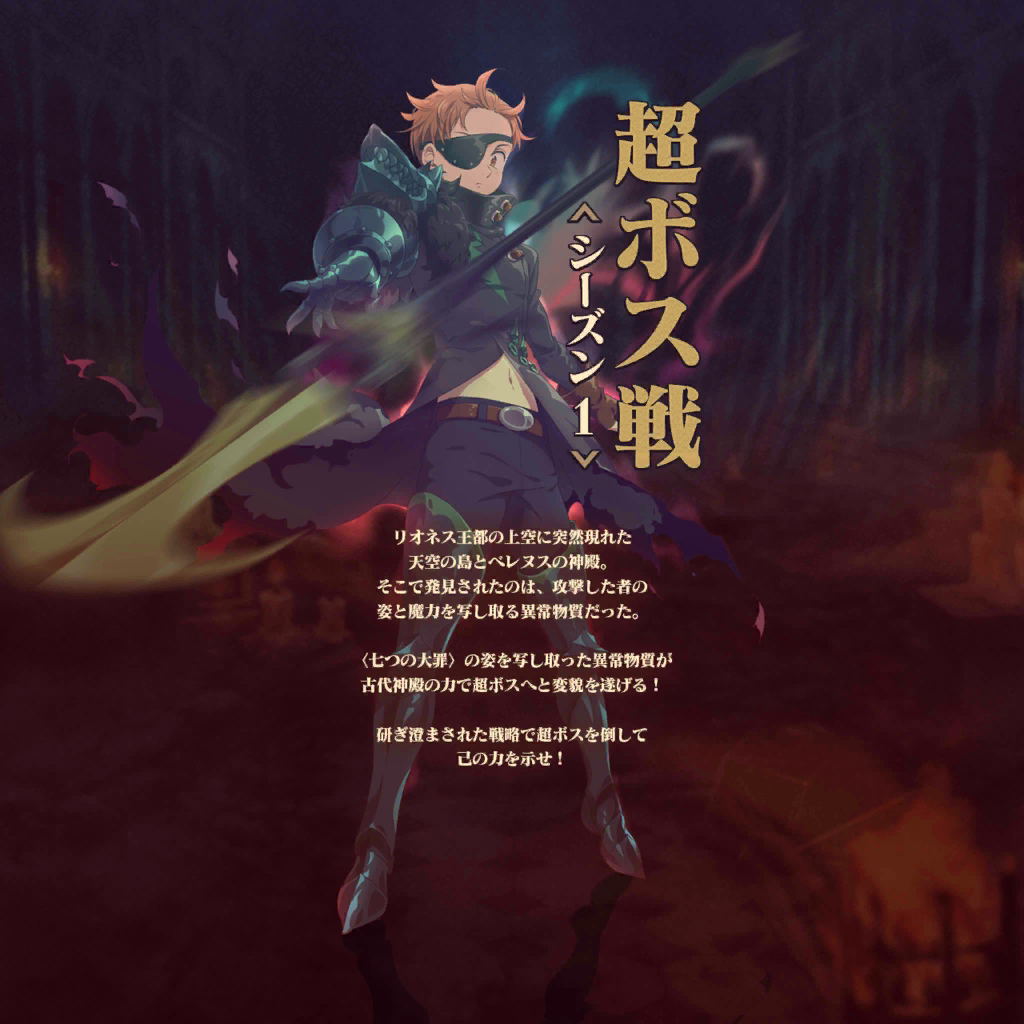 超ボス戦
〈シーズン1〉
リオネス王都の上空に突然現れた
天空の島とベレヌスの神殿。
そこで発見されたのは、攻撃した者の
姿と魔力を写し取る異常物質だった。
〈七つの大罪〉の姿を写し取った異常物質が
古代神殿の力で超ボスへと変貌を遂げる！
研ぎ澄まされた戦略で超ボスを倒して
己の力を示せ！